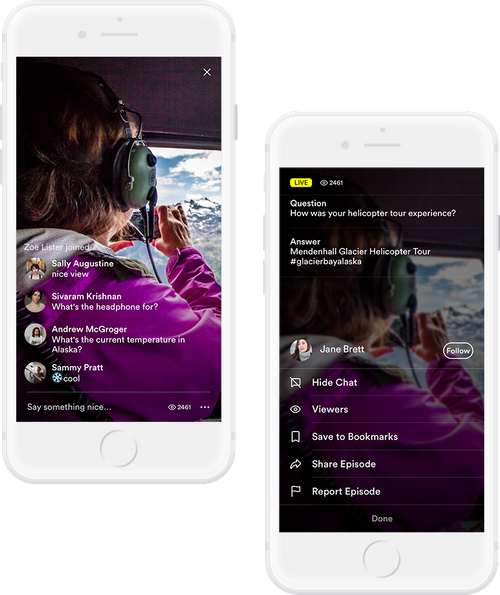 Zoe Lister joined
Sally Augustine
nice view
Sivaram Krishnan
What's the headphone for?
Andrew McGroger
What's the current temperature in
Alaska?
Sammy Pratt
❄cool
Say something nice...
2461
LIVE
2461
Question
How was your helicopter tour experience?
Answer
Mendenhall Glacier Helicopter Tour
#glacierbayalaska
Jane Brett
Follow
Hide Chat
Viewers
Save to Bookmarks
Share Episode
Report Episode
Done